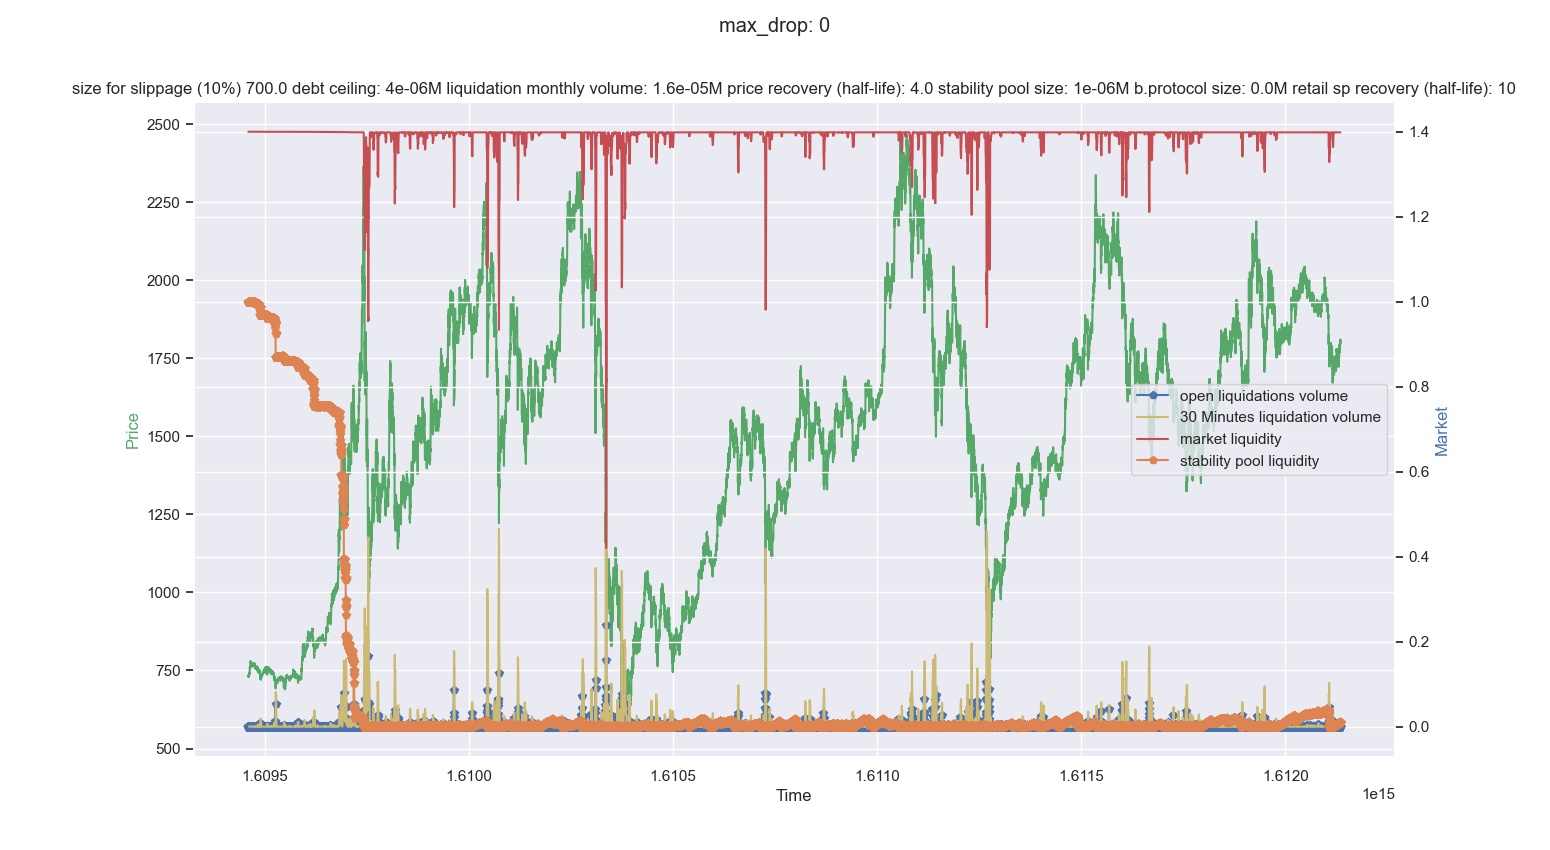 max_drop: 0
size for slippage (10%) 700.0 debt ceiling: 4e-06M liquidation monthly volume: 1.6e-05M price recovery (half-life): 4.0 stability pool size: 1e-06M b.protocol size: 0.0M retail sp recovery (half-life): 10
2500
2250
2000
1750
1500
1250
1000
750
500
Price
1.4
1.2
1.0
0.8
0.6
0.4
0.2
0.0
Market
open liquidations volume
30 Minutes liquidation volume
market liquidity
stability pool liquidity
1.6095 1.6100 1.6105 1.6110 1.6115 1.6120
Time
1e15